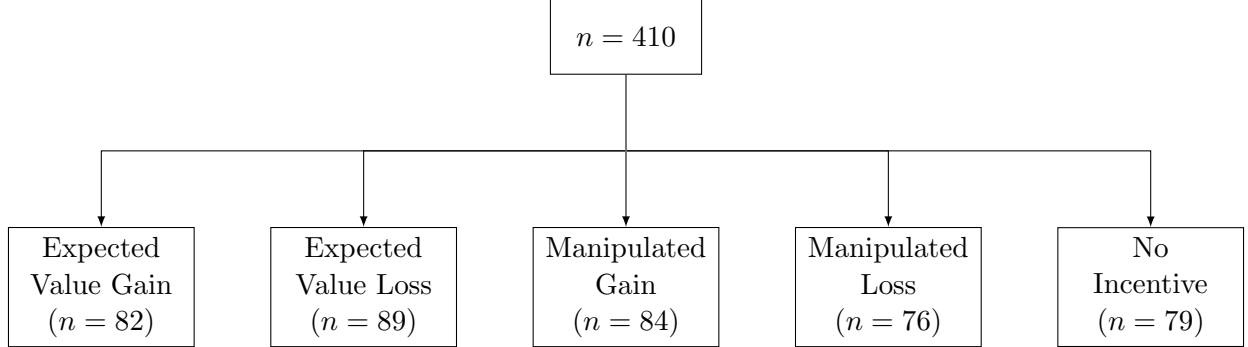 n = 410
Expected
Value Gain
(n = 82)
Expected
Value Loss
(n = 89)
Manipulated
Gain
(n = 84)
Manipulated
Loss
(n = 76)
No
Incentive
(n = 79)